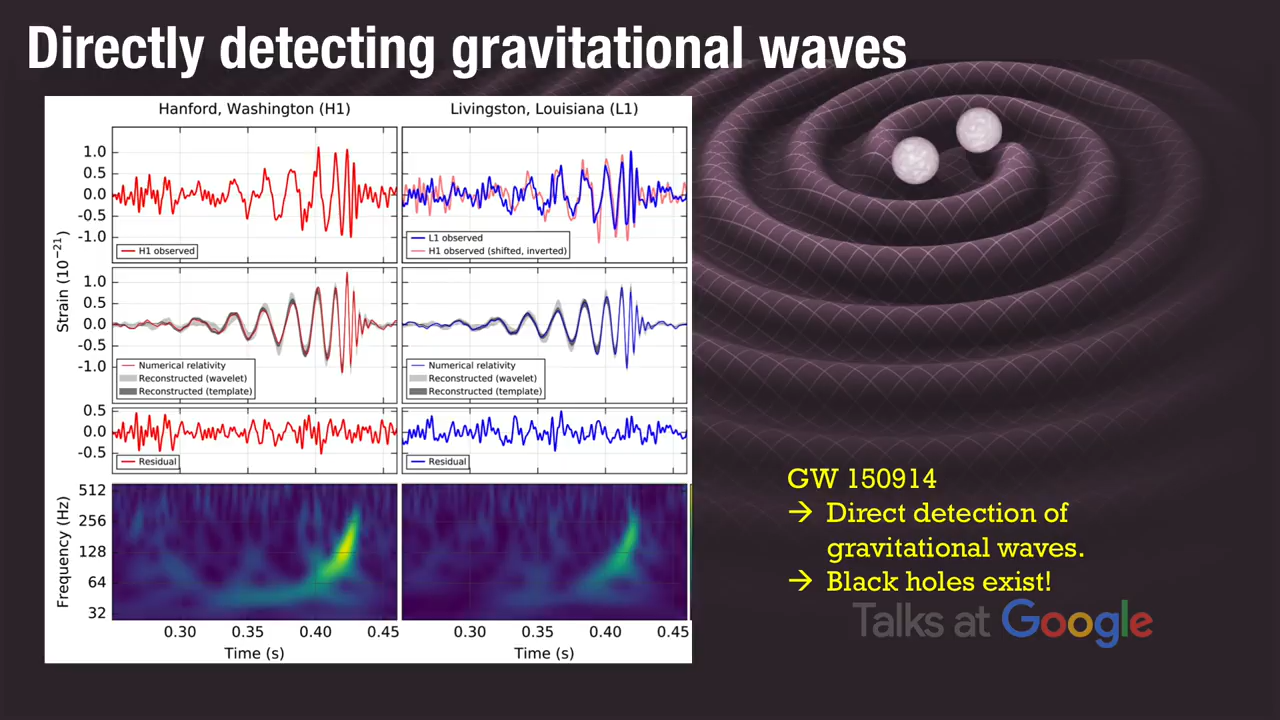 Directly detecting gravitational waves
Hanford, Washington (H1)
Livingston, Louisiana (L1)
Strain (10⁻²¹)
1.0
0.5
0.0
-0.5
-1.0
H1 observed
L1 observed
H1 observed (shifted, inverted)
1.0
0.5
0.0
-0.5
-1.0
Numerical relativity
Reconstructed (wavelet)
Reconstructed (template)
Numerical relativity
Reconstructed (wavelet)
Reconstructed (template)
0.5
0.0
-0.5
Residual
Residual
Frequency (Hz)
512
256
128
64
32
0.30 0.35 0.40 0.45
Time (s)
0.30 0.35 0.40 0.45
Time (s)
GW 150914
→ Direct detection of
gravitational waves.
→ Black holes exist!
Talks at Google